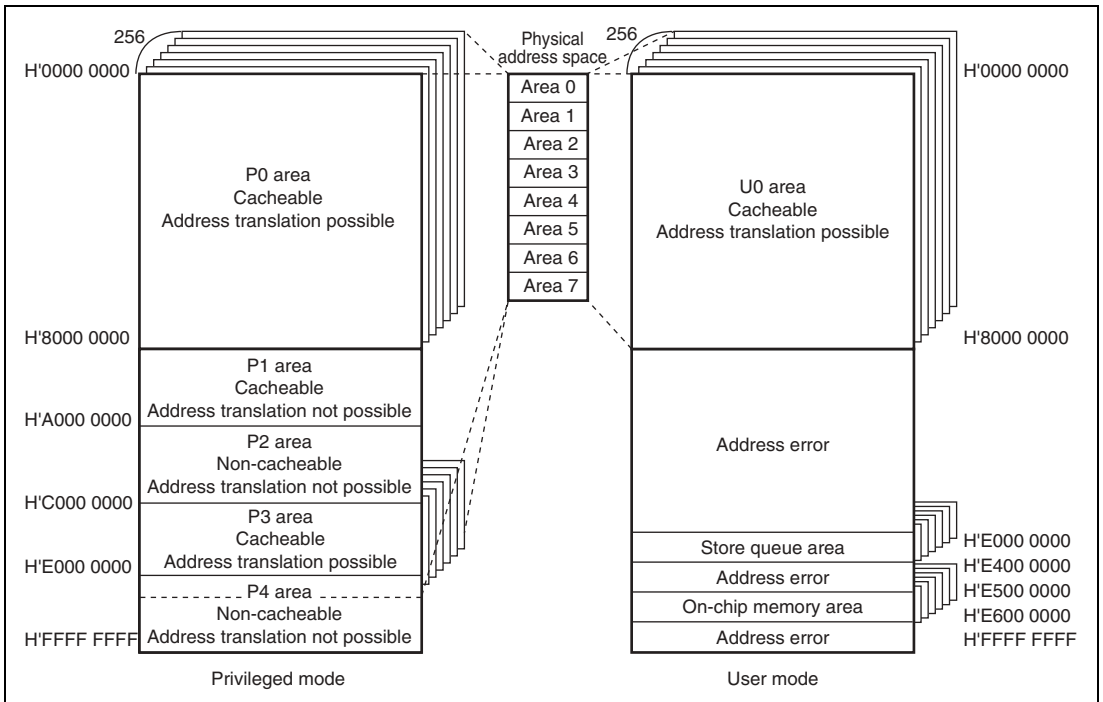 256
H'0000 0000
P0 area
Cacheable
Address translation possible
H'8000 0000
P1 area
Cacheable
Address translation not possible
H'A000 0000
P2 area
Non-cacheable
Address translation not possible
H'C000 0000
P3 area
Cacheable
Address translation possible
H'E000 0000
P4 area
Non-cacheable
Address translation not possible
H'FFFF FFFF
Privileged mode
Physical
address space
Area 0
Area 1
Area 2
Area 3
Area 4
Area 5
Area 6
Area 7
256
H'0000 0000
U0 area
Cacheable
Address translation possible
H'8000 0000
Address error
Store queue area
H'E000 0000
Address error
H'E400 0000
On-chip memory area
H'E500 0000
Address error
H'E600 0000
H'FFFF FFFF
User mode